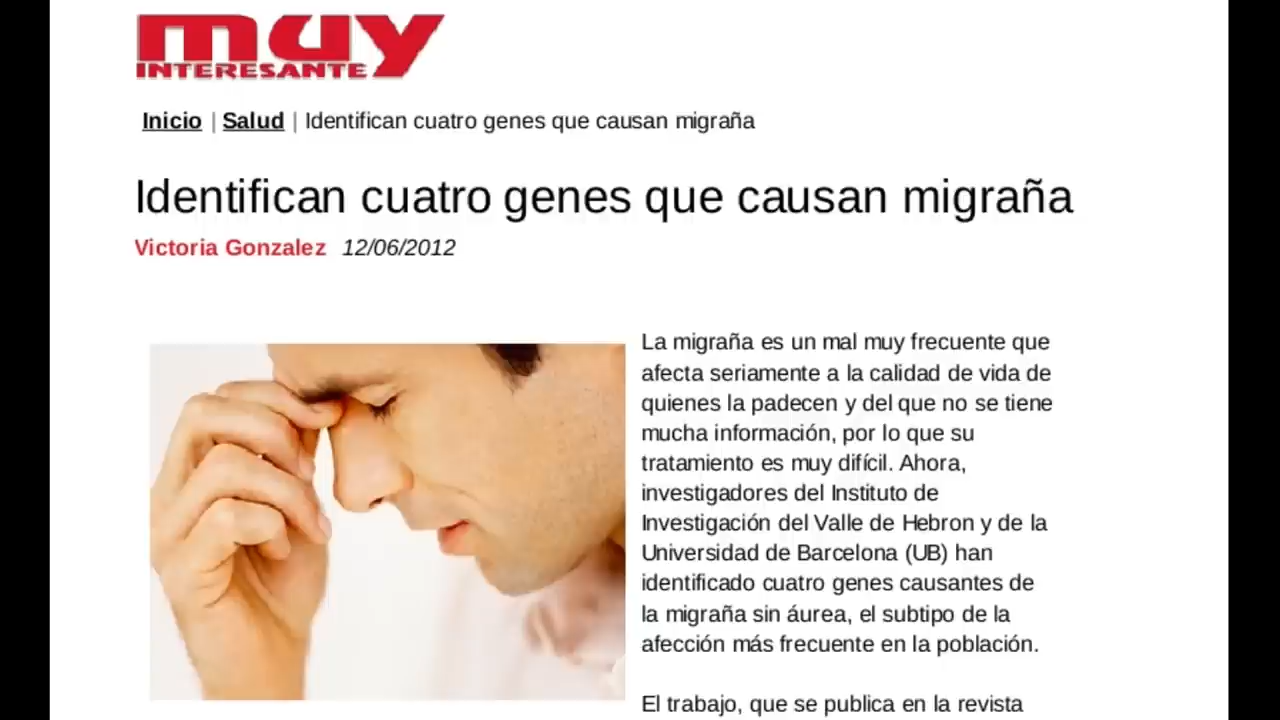 muy
INTERESANTE
Inicio | Salud | Identifican cuatro genes que causan migraña
Identifican cuatro genes que causan migraña
Victoria Gonzalez 12/06/2012
La migraña es un mal muy frecuente que
afecta seriamente a la calidad de vida de
quienes la padecen y del que no se tiene
mucha información, por lo que su
tratamiento es muy difícil. Ahora,
investigadores del Instituto de
Investigación del Valle de Hebron y de la
Universidad de Barcelona (UB) han
identificado cuatro genes causantes de
la migraña sin áurea, el subtipo de la
afección más frecuente en la población.
El trabajo, que se publica en la revista